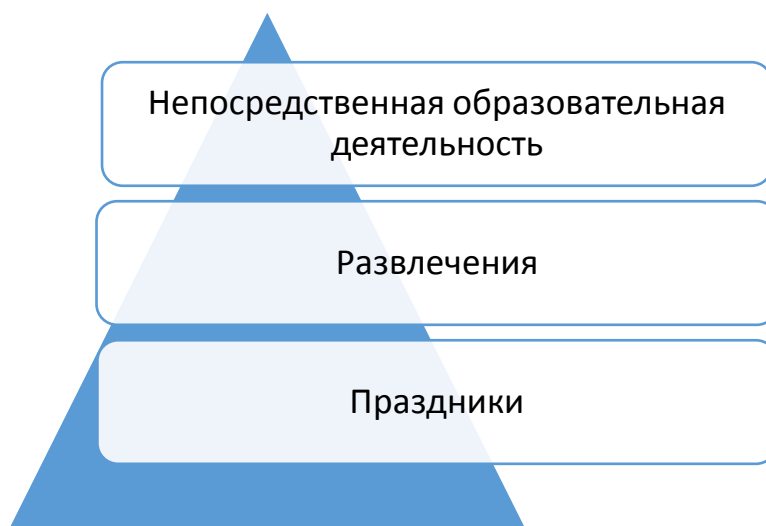 Непосредственная образовательная
деятельность
Развлечения
Праздники